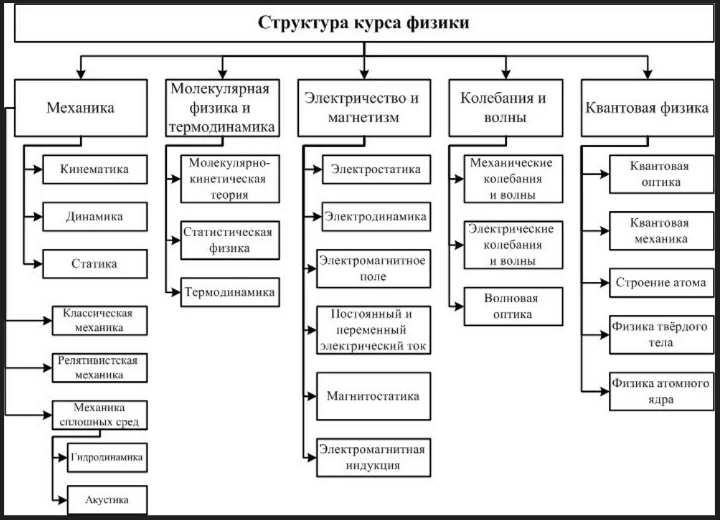 Структура курса физики
Механика
Кинематика
Динамика
Статика
Классическая
механика
Релятивистская
механика
Механика
сплошных сред
Гидродинамика
Акустика
Молекулярная
физика и
термодинамика
Молекулярно-
кинетическая
теория
Статистическая
физика
Термодинамика
Электричество и
магнетизм
Электростатика
Электродинамика
Электромагнитное
поле
Постоянный и
переменный
электрический ток
Магнитостатика
Электромагнитная
индукция
Колебания и
волны
Механические
колебания
и волны
Электрические
колебания
и волны
Волновая
оптика
Квантовая физика
Квантовая
оптика
Квантовая
механика
Строение атома
Физика твёрдого
тела
Физика атомного
ядра